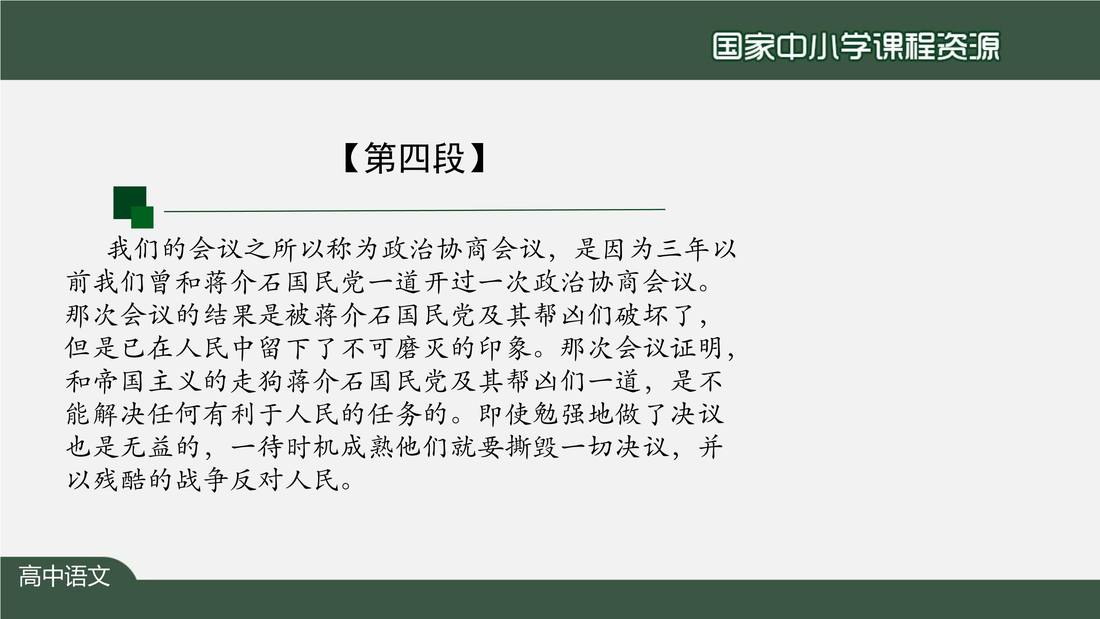 国家中小学课程资源
【第四段】
我们的会议之所以称为政治协商会议，是因为三年以
前我们曾和蒋介石国民党一道开过一次政治协商会议。
那次会议的结果是被蒋介石国民党及其帮凶们破坏了，
但是已在人民中留下了不可磨灭的印象。那次会议证明，
和帝国主义的走狗蒋介石国民党及其帮凶们一道，是不
能解决任何有利于人民的任务的。即使勉强地做了决议
也是无益的，一待时机成熟他们就要撕毁一切决议，并
以残酷的战争反对人民。
高中语文